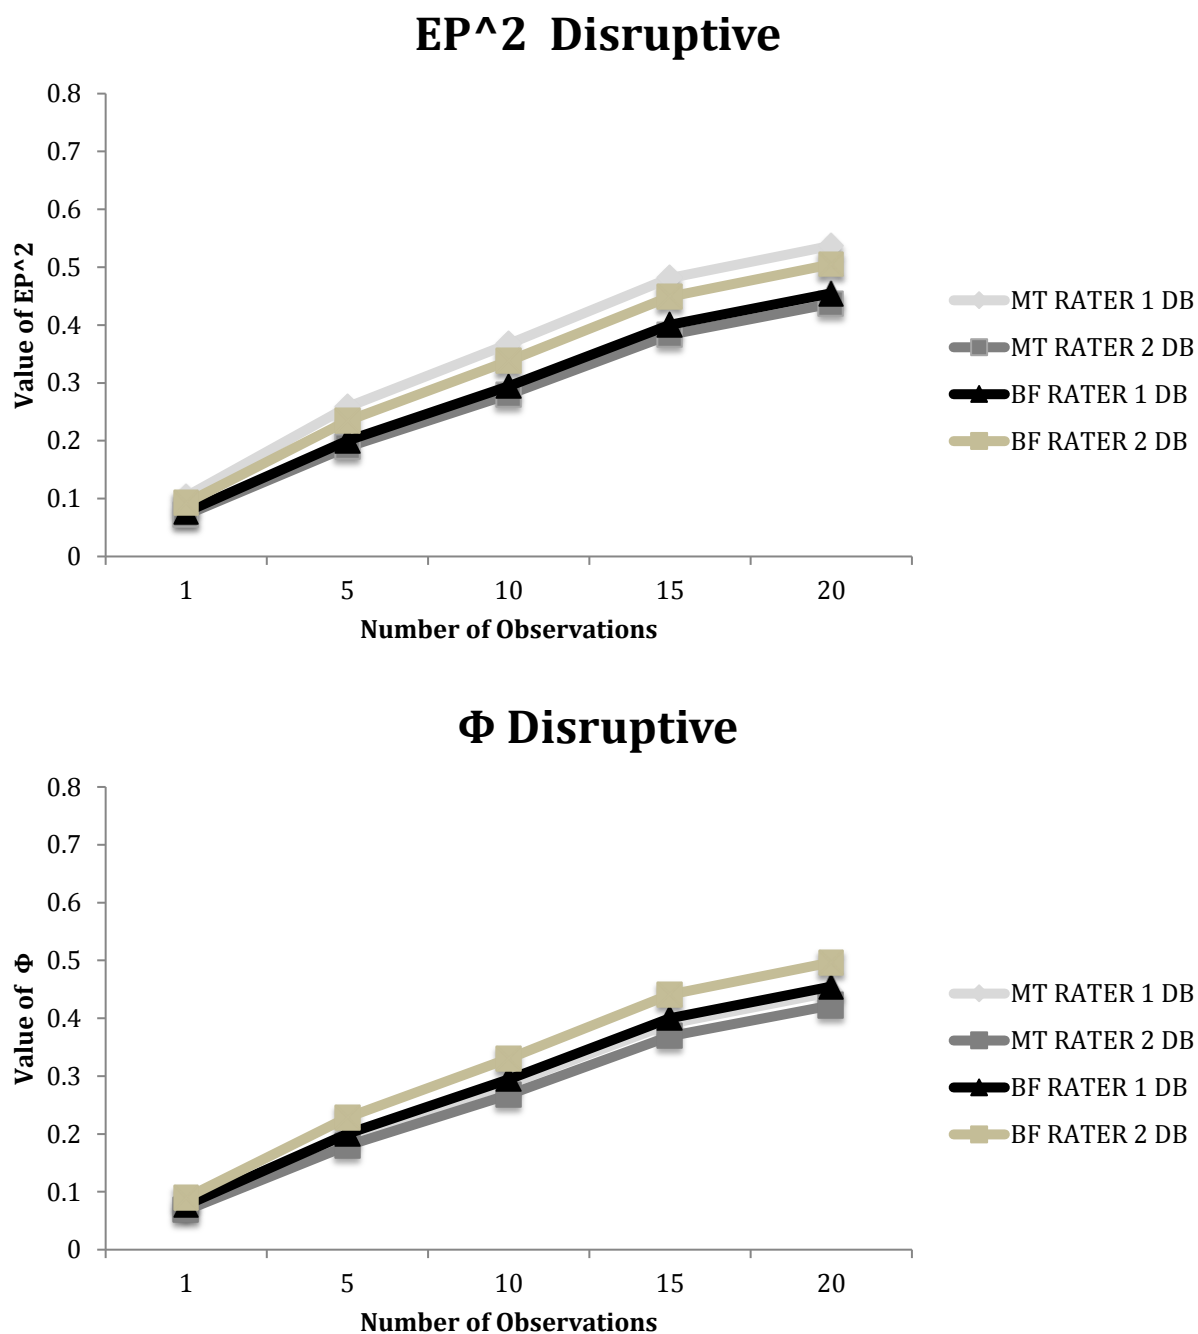 EP^2  Disruptive
0.8
0.7
0.6
0.5
0.4
0.3
0.2
0.1
0
Value of EP^2
1 5 10 15 20
Number of Observations
MT RATER 1 DB
MT RATER 2 DB
BF RATER 1 DB
BF RATER 2 DB
Φ Disruptive
0.8
0.7
0.6
0.5
0.4
0.3
0.2
0.1
0
Value of  Φ
1 5 10 15 20
Number of Observations
MT RATER 1 DB
MT RATER 2 DB
BF RATER 1 DB
BF RATER 2 DB